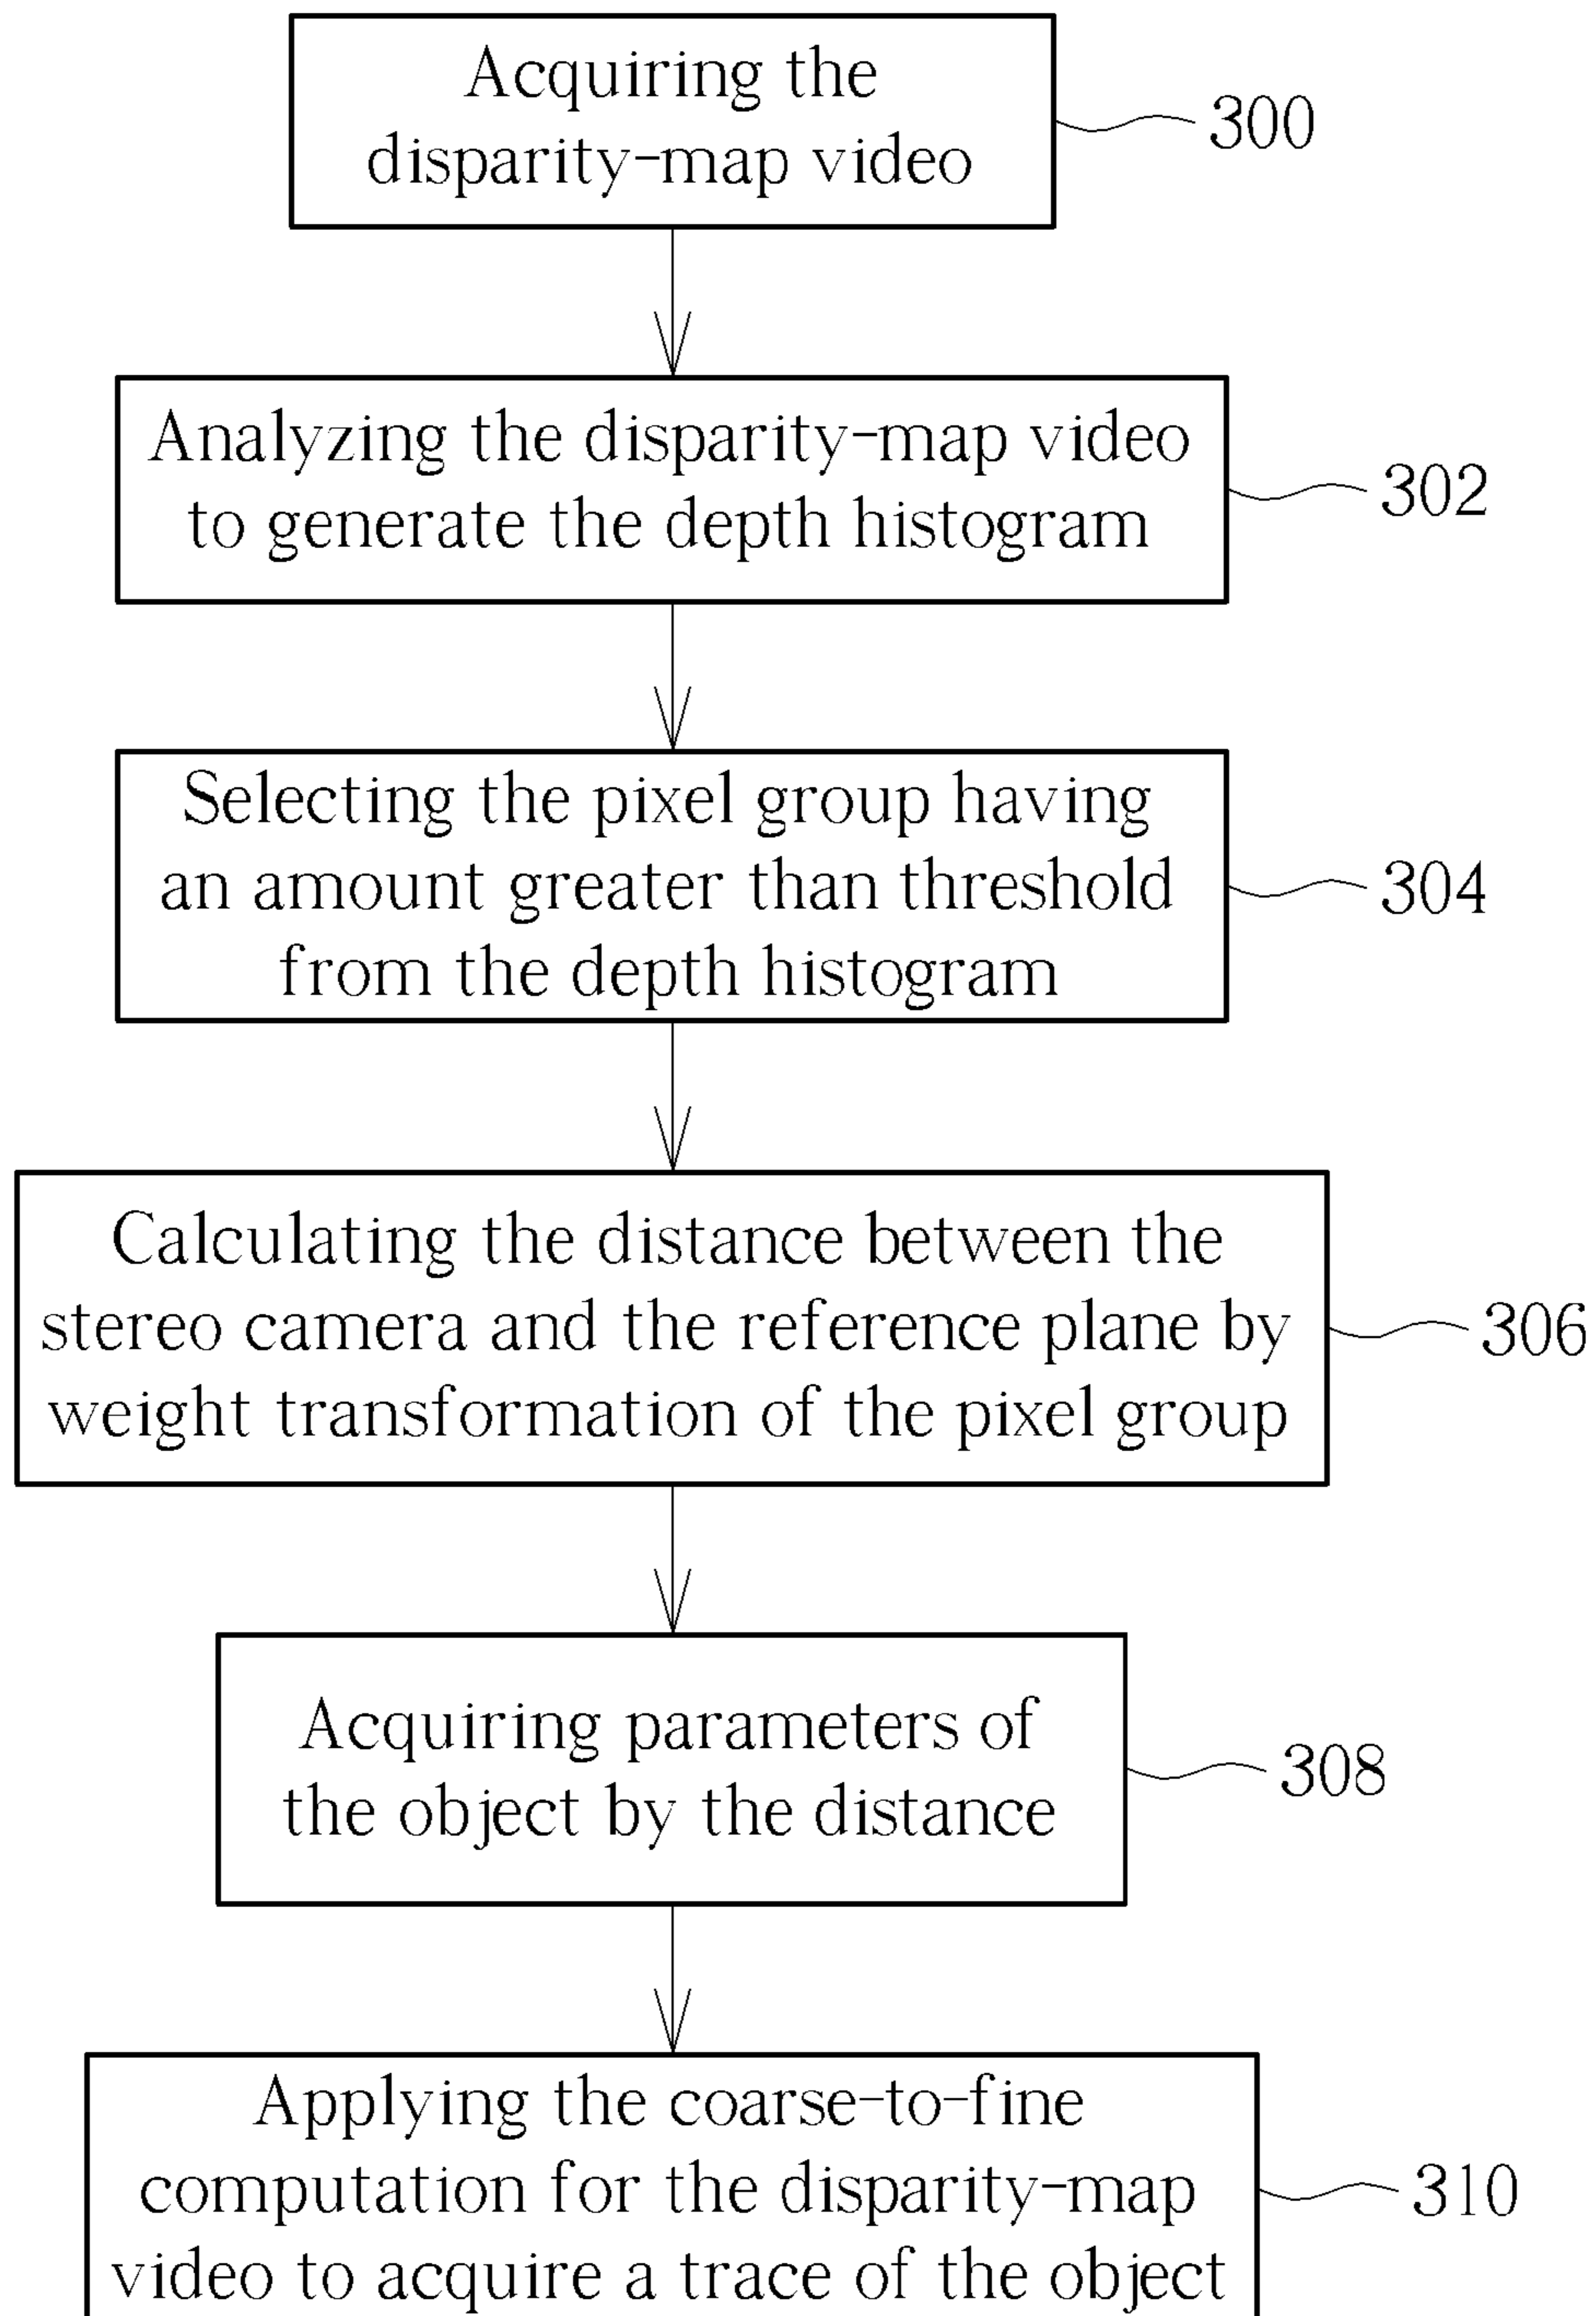 Acquiring the
disparity-map video
300
Analyzing the disparity-map video
to generate the depth histogram
302
Selecting the pixel group having
an amount greater than threshold
from the depth histogram
304
Calculating the distance between the
stereo camera and the reference plane by
weight transformation of the pixel group
306
Acquiring parameters of
the object by the distance
308
Applying the coarse-to-fine
computation for the disparity-map
video to acquire a trace of the object
310